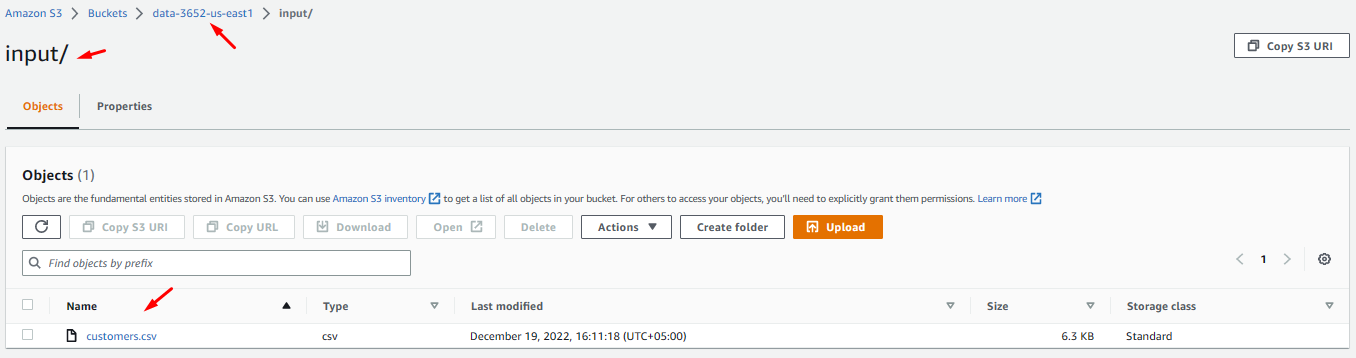 Amazon S3 > Buckets > data-3652-us-east1 > input/
input/
Copy S3 URI
Objects Properties
Objects (1)
Objects are the fundamental entities stored in Amazon S3. You can use Amazon S3 inventory to get a list of all objects in your bucket. For others to access your objects, you'll need to explicitly grant them permissions. Learn more
Copy S3 URI Copy URL Download Open Delete Actions Create folder Upload
Find objects by prefix
1
Name Type Last modified Size Storage class
customers.csv csv December 19, 2022, 16:11:18 (UTC+05:00) 6.3 KB Standard